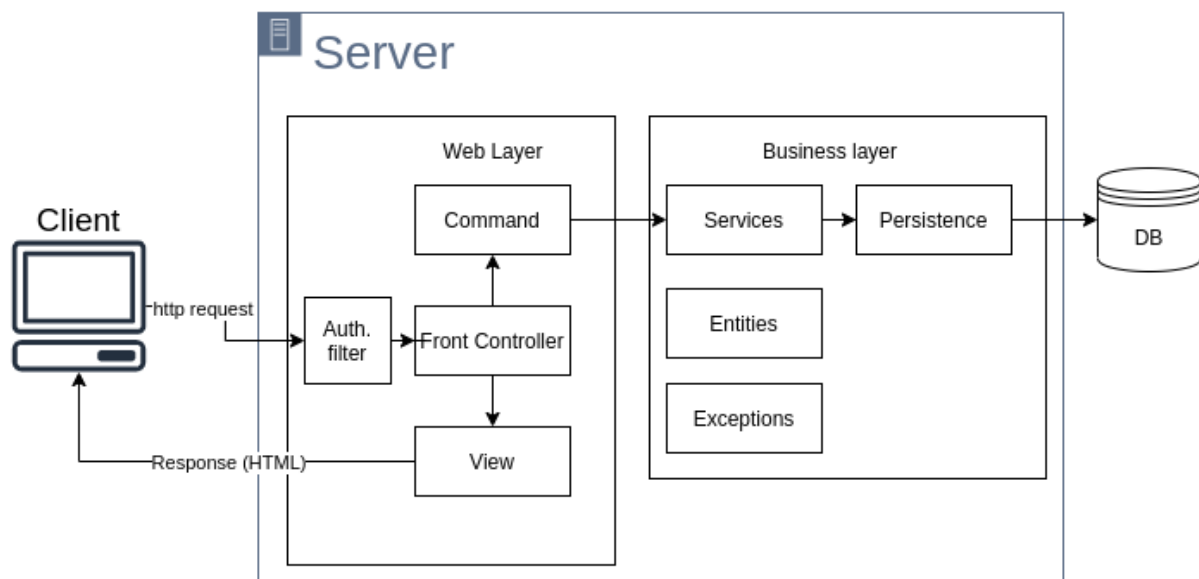 Server
Web Layer
Business layer
Command
Services
Persistence
DB
Client
http request
Auth.
filter
Front Controller
Entities
Exceptions
Response (HTML)
View